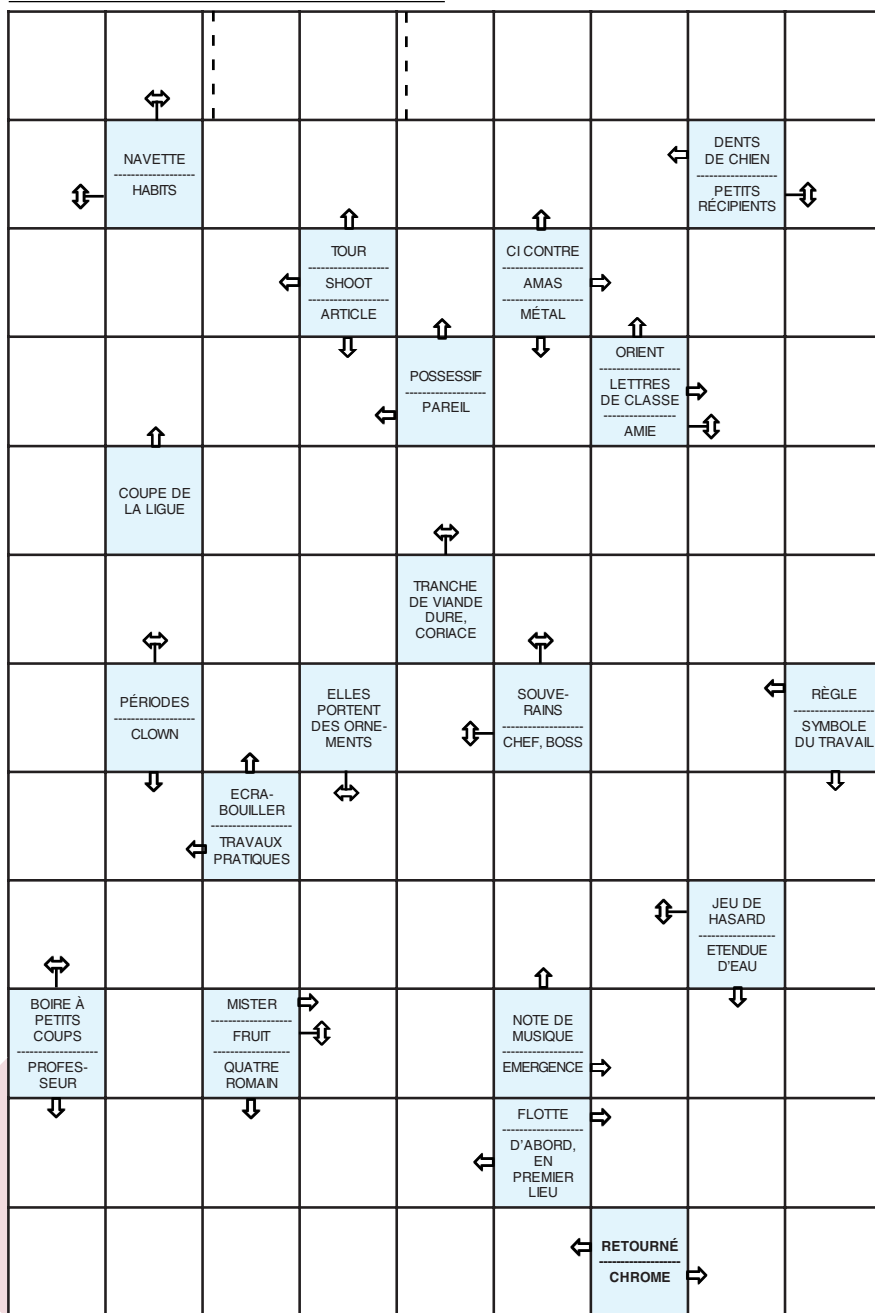 NAVETTE
HABITS
DENTS
DE CHIEN
PETITS
RÉCIPIENTS
TOUR
SHOOT
ARTICLE
CI CONTRE
AMAS
MÉTAL
POSSESSIF
PAREIL
ORIENT
LETTRES
DE CLASSE
AMIE
COUPE DE
LA LIGUE
TRANCHE
DE VIANDE
DURE,
CORIACE
PÉRIODES
CLOWN
ELLES
PORTENT
DES ORNE-
MENTS
SOUVE-
RAINS
CHEF, BOSS
RÈGLE
SYMBOLE
DU TRAVAIL
ECRA-
BOUILLER
TRAVAUX
PRATIQUES
JEU DE
HASARD
ETENDUE
D'EAU
BOIRE À
PETITS
COUPS
PROFES-
SEUR
MISTER
FRUIT
QUATRE
ROMAIN
NOTE DE
MUSIQUE
EMERGENCE
FLOTTE
D'ABORD,
EN
PREMIER
LIEU
RETOURNÉ
CHROME